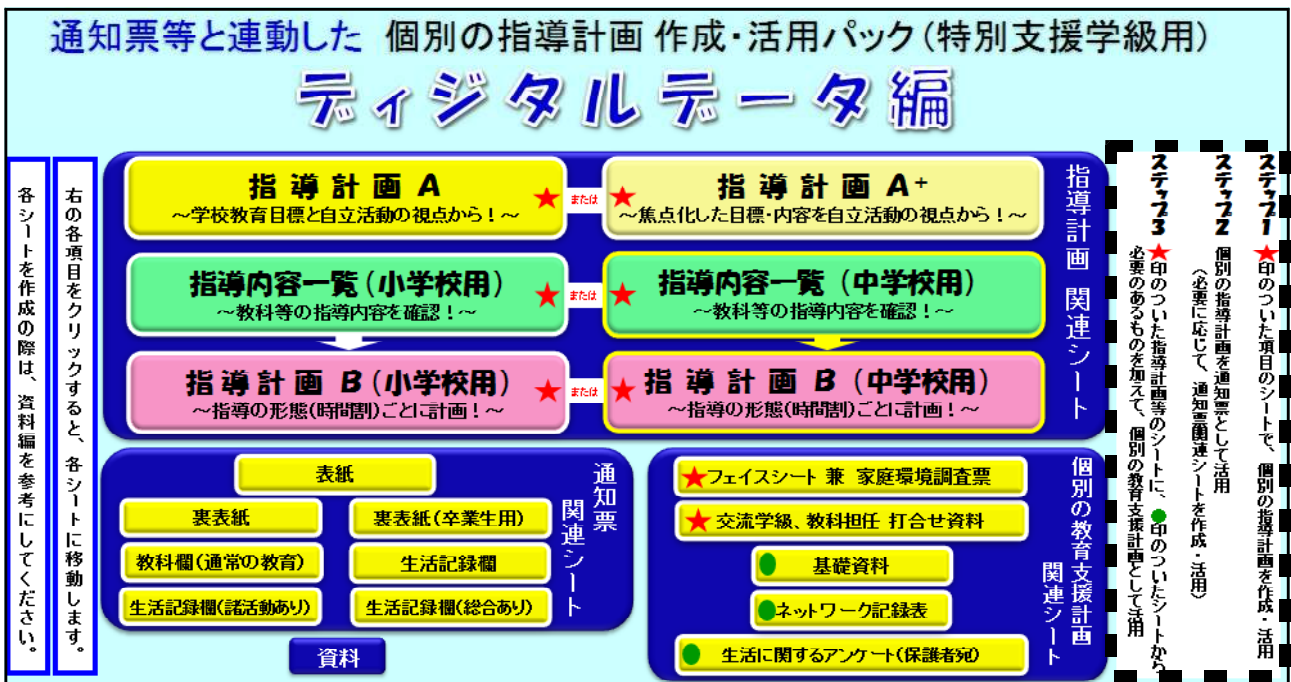 通知票等と連動した 個別の指導計画 作成・活用パック(特別支援学級用)
ディジタルデータ編
右の各項目をクリックすると、各シートに移動します。
各シートを作成の際は、資料編を参考にしてください。
指導計画 関連シート
指導計画 A
～学校教育目標と自立活動の視点から！～
または
指導計画 A+
～焦点化した目標・内容を自立活動の視点から！～
指導内容一覧(小学校用)
～教科等の指導内容を確認！～
または
指導内容一覧(中学校用)
～教科等の指導内容を確認！～
指導計画 B(小学校用)
～指導の形態(時間割)ごとに計画！～
または
指導計画 B(中学校用)
～指導の形態(時間割)ごとに計画！～
通知票
関連シート
表紙
裏表紙
裏表紙(卒業生用)
教科欄(通常の教育)
生活記録欄
生活記録欄(諸活動あり)
生活記録欄(総合あり)
資料
個別の教育支援計画
関連シート
★フェイスシート 兼 家庭環境調査票
★交流学級、教科担任 打合せ資料
●基礎資料
●ネットワーク記録表
●生活に関するアンケート(保護者宛)
ステップ1 ★印のついた項目のシートで、個別の指導計画を作成・活用
ステップ2 個別の指導計画を通知票として活用
(必要に応じて、通知票関連シートを作成・活用)
ステップ3 ★印のついた指導計画等のシートに、●印のついたシートから
必要のあるものを加えて、個別の教育支援計画として活用